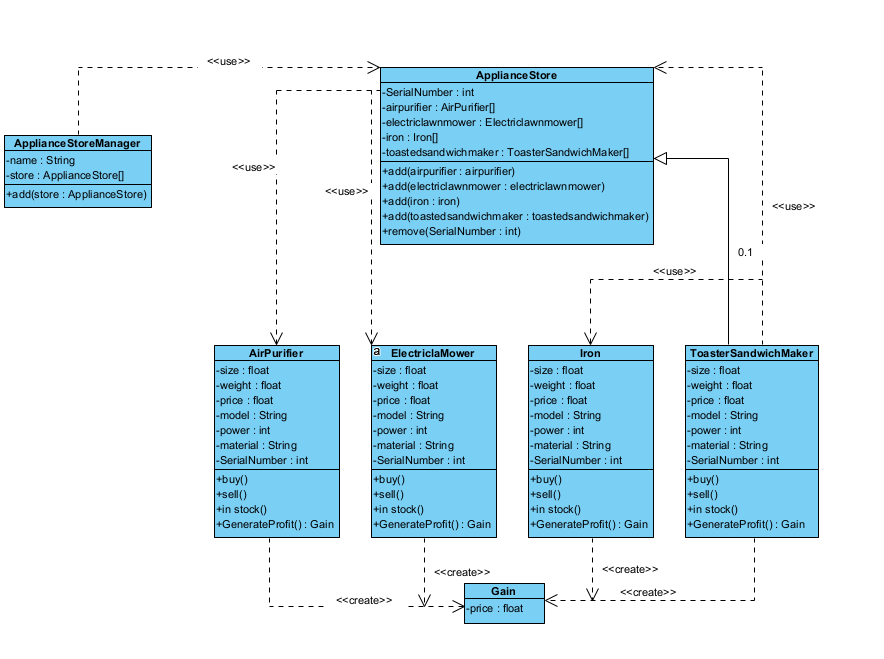 <<use>>
ApplianceStore
-SerialNumber : int
-airpurifier : AirPurifier[]
-electriclawnmower : Electriclawnmower[]
-iron : Iron[]
-toastedsandwichmaker : ToasterSandwichMaker[]
+add(airpurifier : airpurifier)
+add(electriclawnmower : electriclawnmower)
+add(iron : iron)
+add(toastedsandwichmaker : toastedsandwichmaker)
+remove(SerialNumber : int)
ApplianceStoreManager
-name : String
-store : ApplianceStore[]
+add(store : ApplianceStore)
<<use>>
<<use>>
<<use>>
0.1
<<use>>
AirPurifier
-size : float
-weight : float
-price : float
-model : String
-power : int
-material : String
-SerialNumber : int
+buy()
+sell()
+in stock()
+GenerateProfit() : Gain
a
ElectriclaMower
-size : float
-weight : float
-price : float
-model : String
-power : int
-material : String
-SerialNumber : int
+buy()
+sell()
+in stock()
+GenerateProfit() : Gain
Iron
-size : float
-weight : float
-price : float
-model : String
-power : int
-material : String
-SerialNumber : int
+buy()
+sell()
+in stock()
+GenerateProfit() : Gain
ToasterSandwichMaker
-size : float
-weight : float
-price : float
-model : String
-power : int
-material : String
-SerialNumber : int
+buy()
+sell()
+in stock()
+GenerateProfit() : Gain
<<create>>
<<create>>
<<create>>
<<create>>
Gain
-price : float